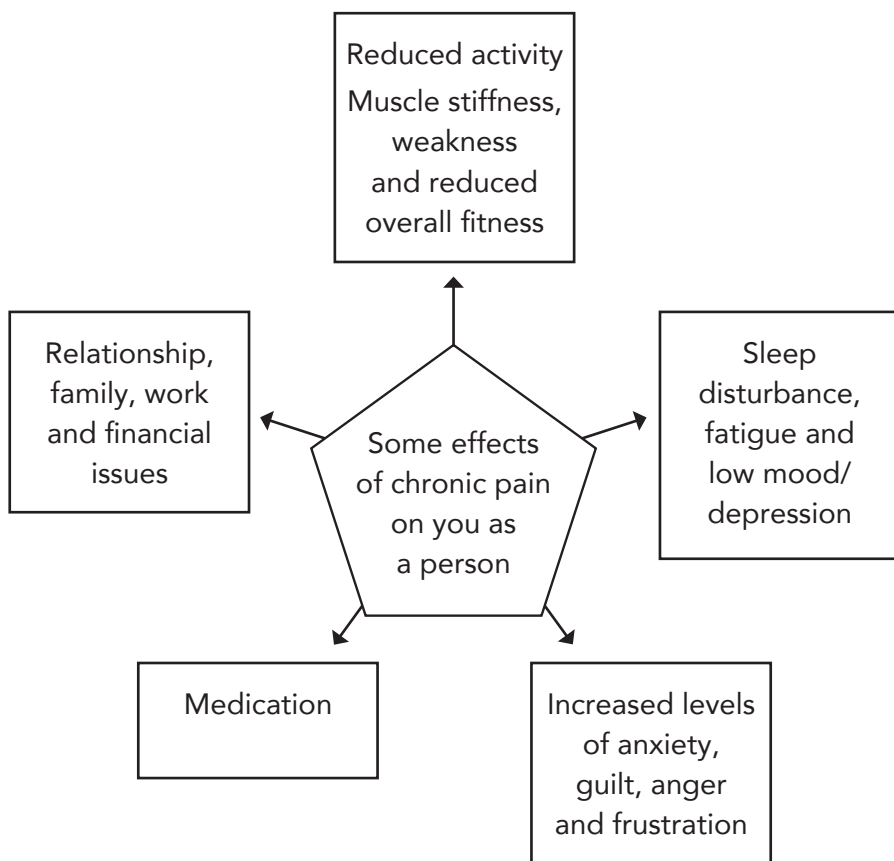 Reduced activity
Muscle stiffness,
weakness
and reduced
overall fitness
Relationship,
family, work
and financial
issues
Some effects
of chronic pain
on you as
a person
Sleep
disturbance,
fatigue and
low mood/
depression
Medication
Increased levels
of anxiety,
guilt, anger
and frustration